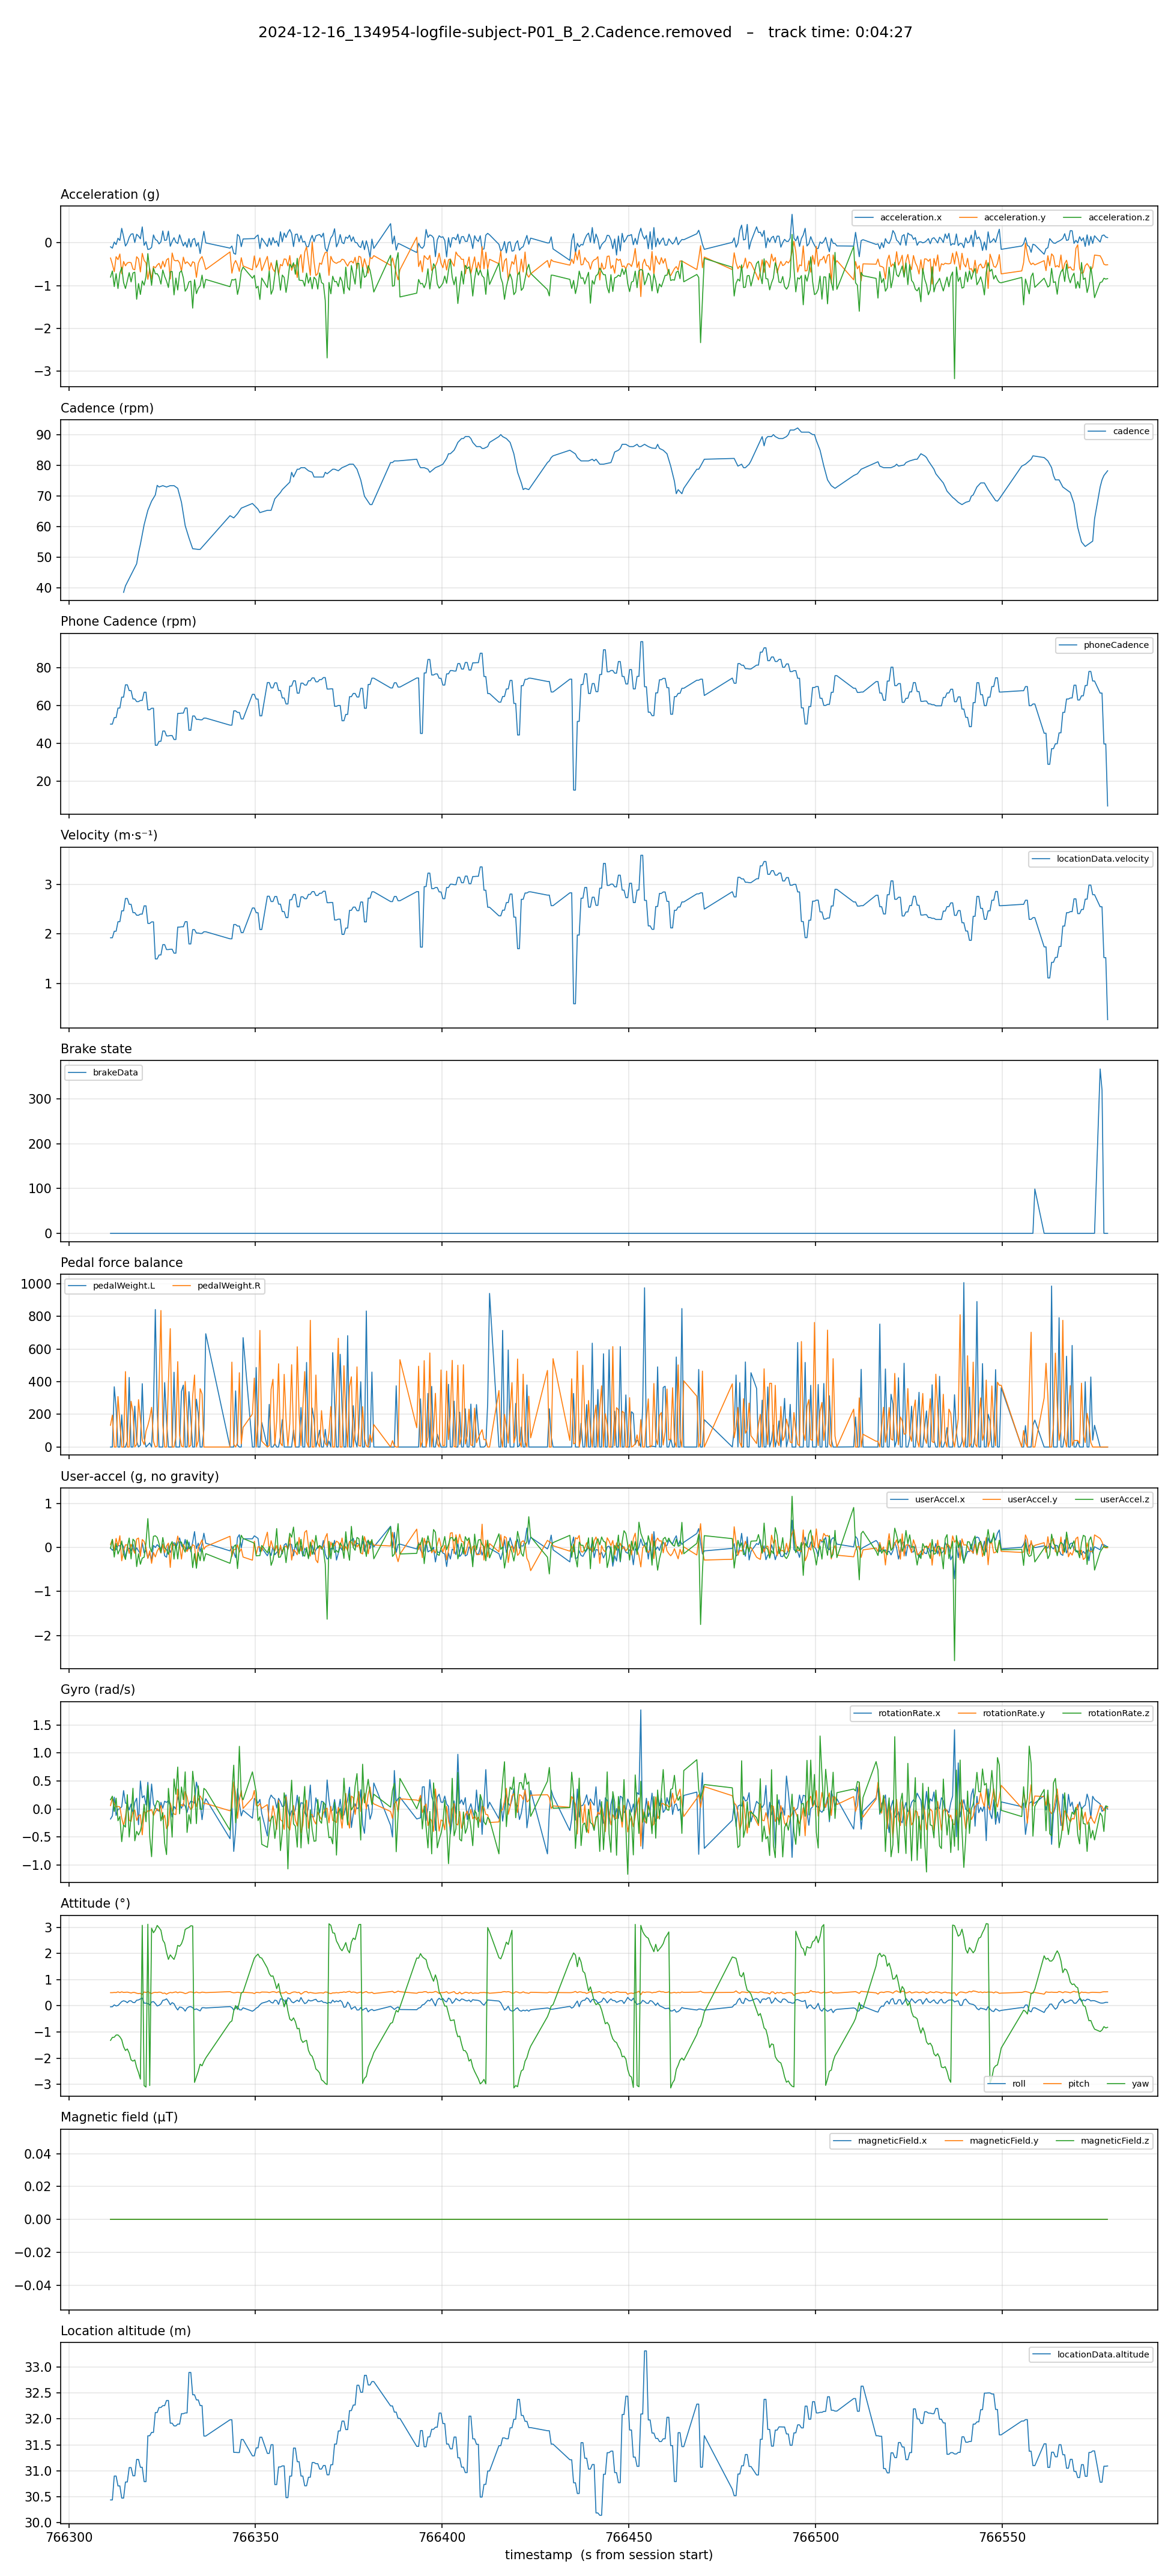 2024-12-16_134954-logfile-subject-P01_B_2.Cadence.removed – track time: 0:04:27
Acceleration (g)
acceleration.x acceleration.y acceleration.z
0
−1
−2
−3
Cadence (rpm)
cadence
90
80
70
60
50
40
Phone Cadence (rpm)
phoneCadence
80
60
40
20
Velocity (m·s⁻¹)
locationData.velocity
3
2
1
Brake state
brakeData
300
200
100
0
Pedal force balance
pedalWeight.L pedalWeight.R
1000
800
600
400
200
0
User-accel (g, no gravity)
userAccel.x userAccel.y userAccel.z
1
0
−1
−2
Gyro (rad/s)
rotationRate.x rotationRate.y rotationRate.z
1.5
1.0
0.5
0.0
−0.5
−1.0
Attitude (°)
3
2
1
0
−1
−2
−3
roll pitch yaw
Magnetic field (µT)
magneticField.x magneticField.y magneticField.z
0.04
0.02
0.00
−0.02
−0.04
Location altitude (m)
locationData.altitude
33.0
32.5
32.0
31.5
31.0
30.5
30.0
766300 766350 766400 766450 766500 766550
timestamp (s from session start)